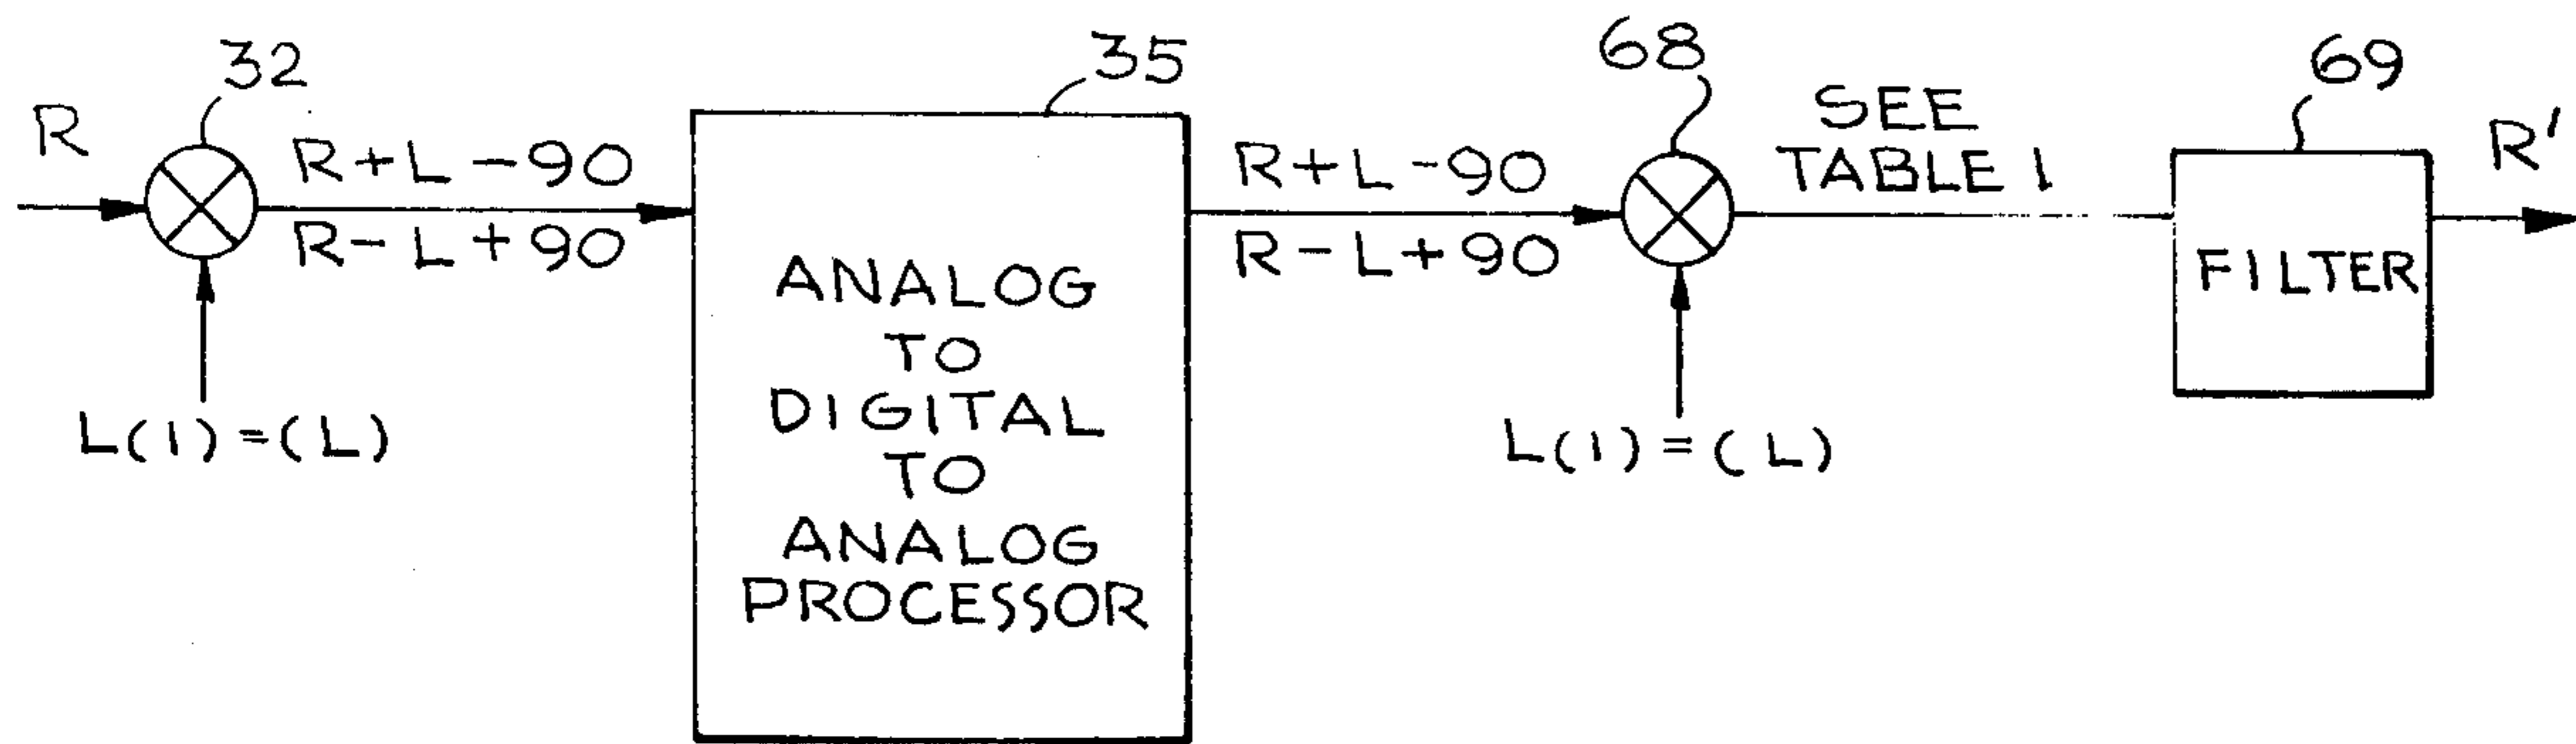 32
R
R+L-90
R-L+90
L(1)=(L)
35
ANALOG
TO
DIGITAL
TO
ANALOG
PROCESSOR
R+L-90
R-L+90
68
L(1)=(L)
SEE
TABLE 1
69
FILTER
R'